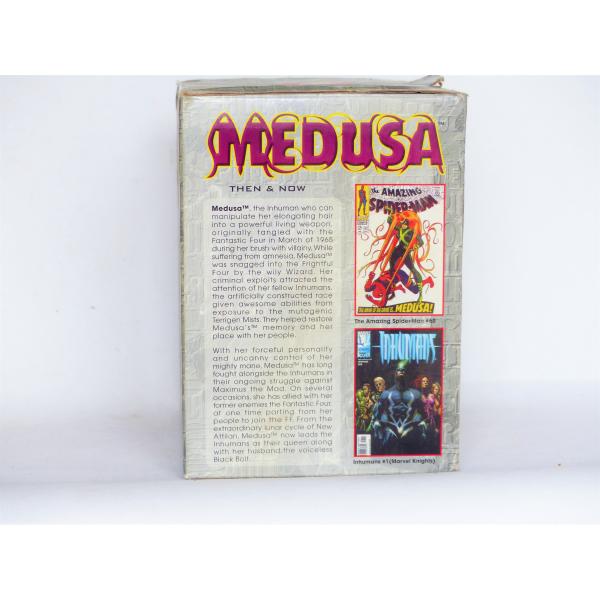 MEDUSA™
THEN & NOW
Medusa™, the Inhuman who can
manipulate her elongating hair
into a powerful living weapon,
originally tangled with the
Fantastic Four in March of 1965
during her brush with villainy. While
suffering from amnesia, Medusa™
was snagged into the Frightful
Four by the wily Wizard. Her
criminal exploits attracted the
attention of her fellow Inhumans,
the artificially constructed race
given awesome abilities from
exposure to the mutagenic
Terrigen Mists. They helped restore
Medusa's™ memory and her
place with her people.
With her forceful personality
and uncanny control of her
mighty mane, Medusa™ has long
fought alongside the Inhumans in
their ongoing struggle against
Maximus the Mad. On several
occasions, she has allied with her
former enemies the Fantastic Four,
at one time parting from her
people to join the FF. From the
extraordinary lunar cycle of New
Attilan, Medusa™ now leads the
Inhumans as their queen along
with her husband, the voiceless
Black Bolt.
the AMAZING
SPIDER-MAN
MEDUSA!
The Amazing Spider-Man #62
INHUMANS
Inhumans #1 (Marvel Knights)